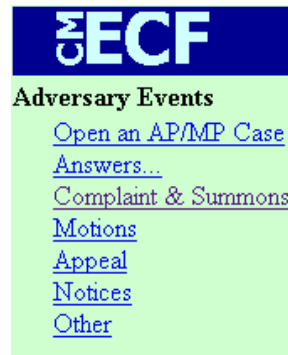 CM ECF
Adversary Events
Open an AP/MP Case
Answers...
Complaint & Summons
Motions
Appeal
Notices
Other